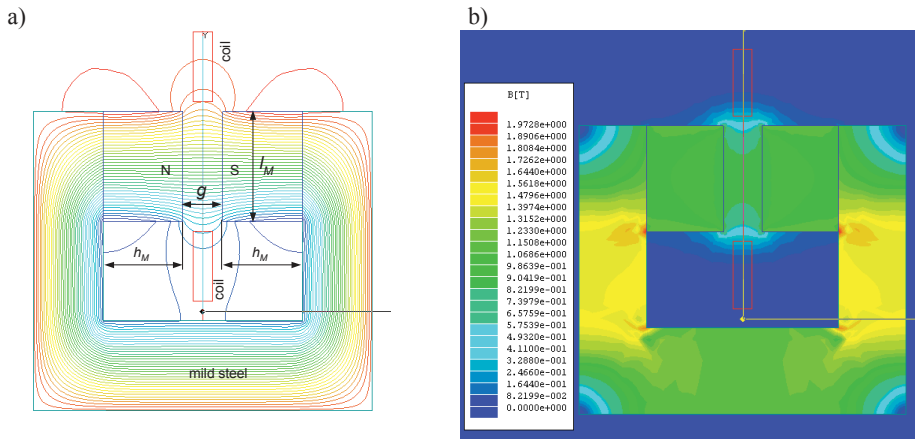 a)
Y
coil
N
S
l_M
g
h_M
h_M
coil
mild steel
b)
B[T]
1.9728e+000
1.8906e+000
1.8084e+000
1.7262e+000
1.6440e+000
1.5618e+000
1.4796e+000
1.3974e+000
1.3152e+000
1.2330e+000
1.1508e+000
1.0686e+000
9.8639e-001
9.0419e-001
8.2199e-001
7.3979e-001
6.5759e-001
5.7539e-001
4.9320e-001
4.1100e-001
3.2880e-001
2.4660e-001
1.6440e-001
8.2199e-002
0.0000e+000